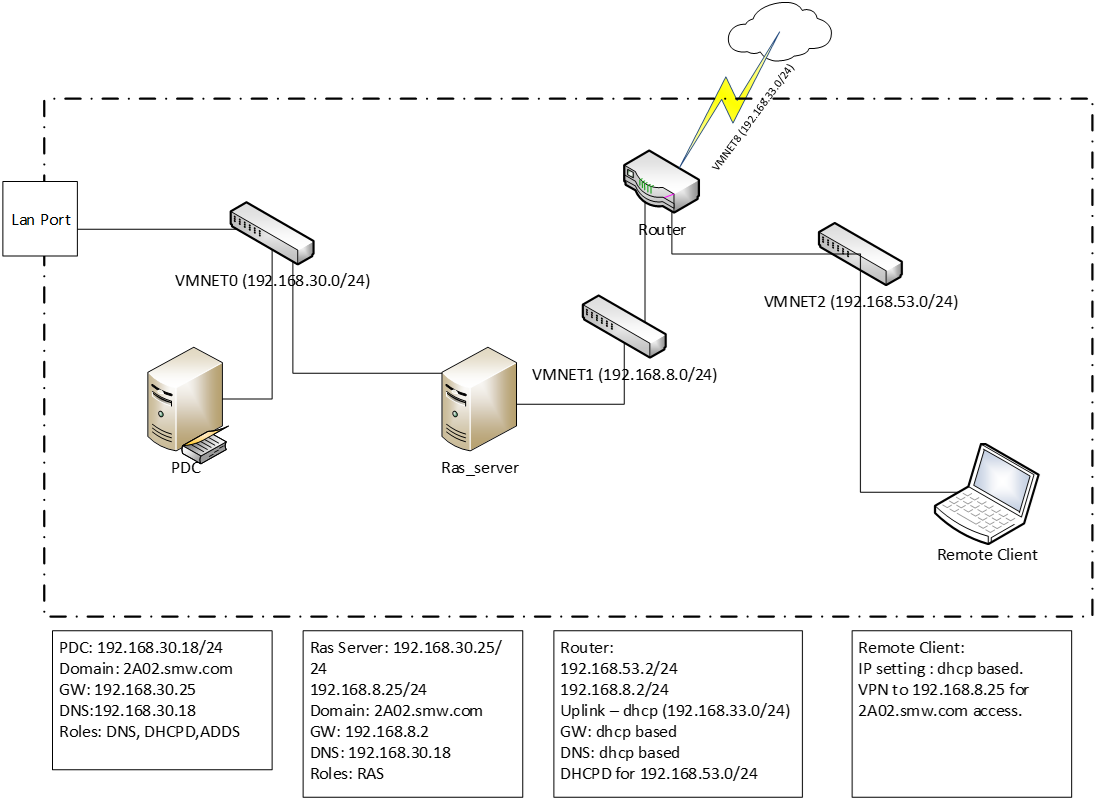 VMNET8 (192.168.33.0/24)
Lan Port
Router
VMNET0 (192.168.30.0/24)
VMNET2 (192.168.53.0/24)
VMNET1 (192.168.8.0/24)
PDC
Ras_server
Remote Client
PDC: 192.168.30.18/24
Domain: 2A02.smw.com
GW: 192.168.30.25
DNS:192.168.30.18
Roles: DNS, DHCPD,ADDS
Ras Server: 192.168.30.25/
24
192.168.8.25/24
Domain: 2A02.smw.com
GW: 192.168.8.2
DNS: 192.168.30.18
Roles: RAS
Router:
192.168.53.2/24
192.168.8.2/24
Uplink – dhcp (192.168.33.0/24)
GW: dhcp based
DNS: dhcp based
DHCPD for 192.168.53.0/24
Remote Client:
IP setting : dhcp based.
VPN to 192.168.8.25 for
2A02.smw.com access.